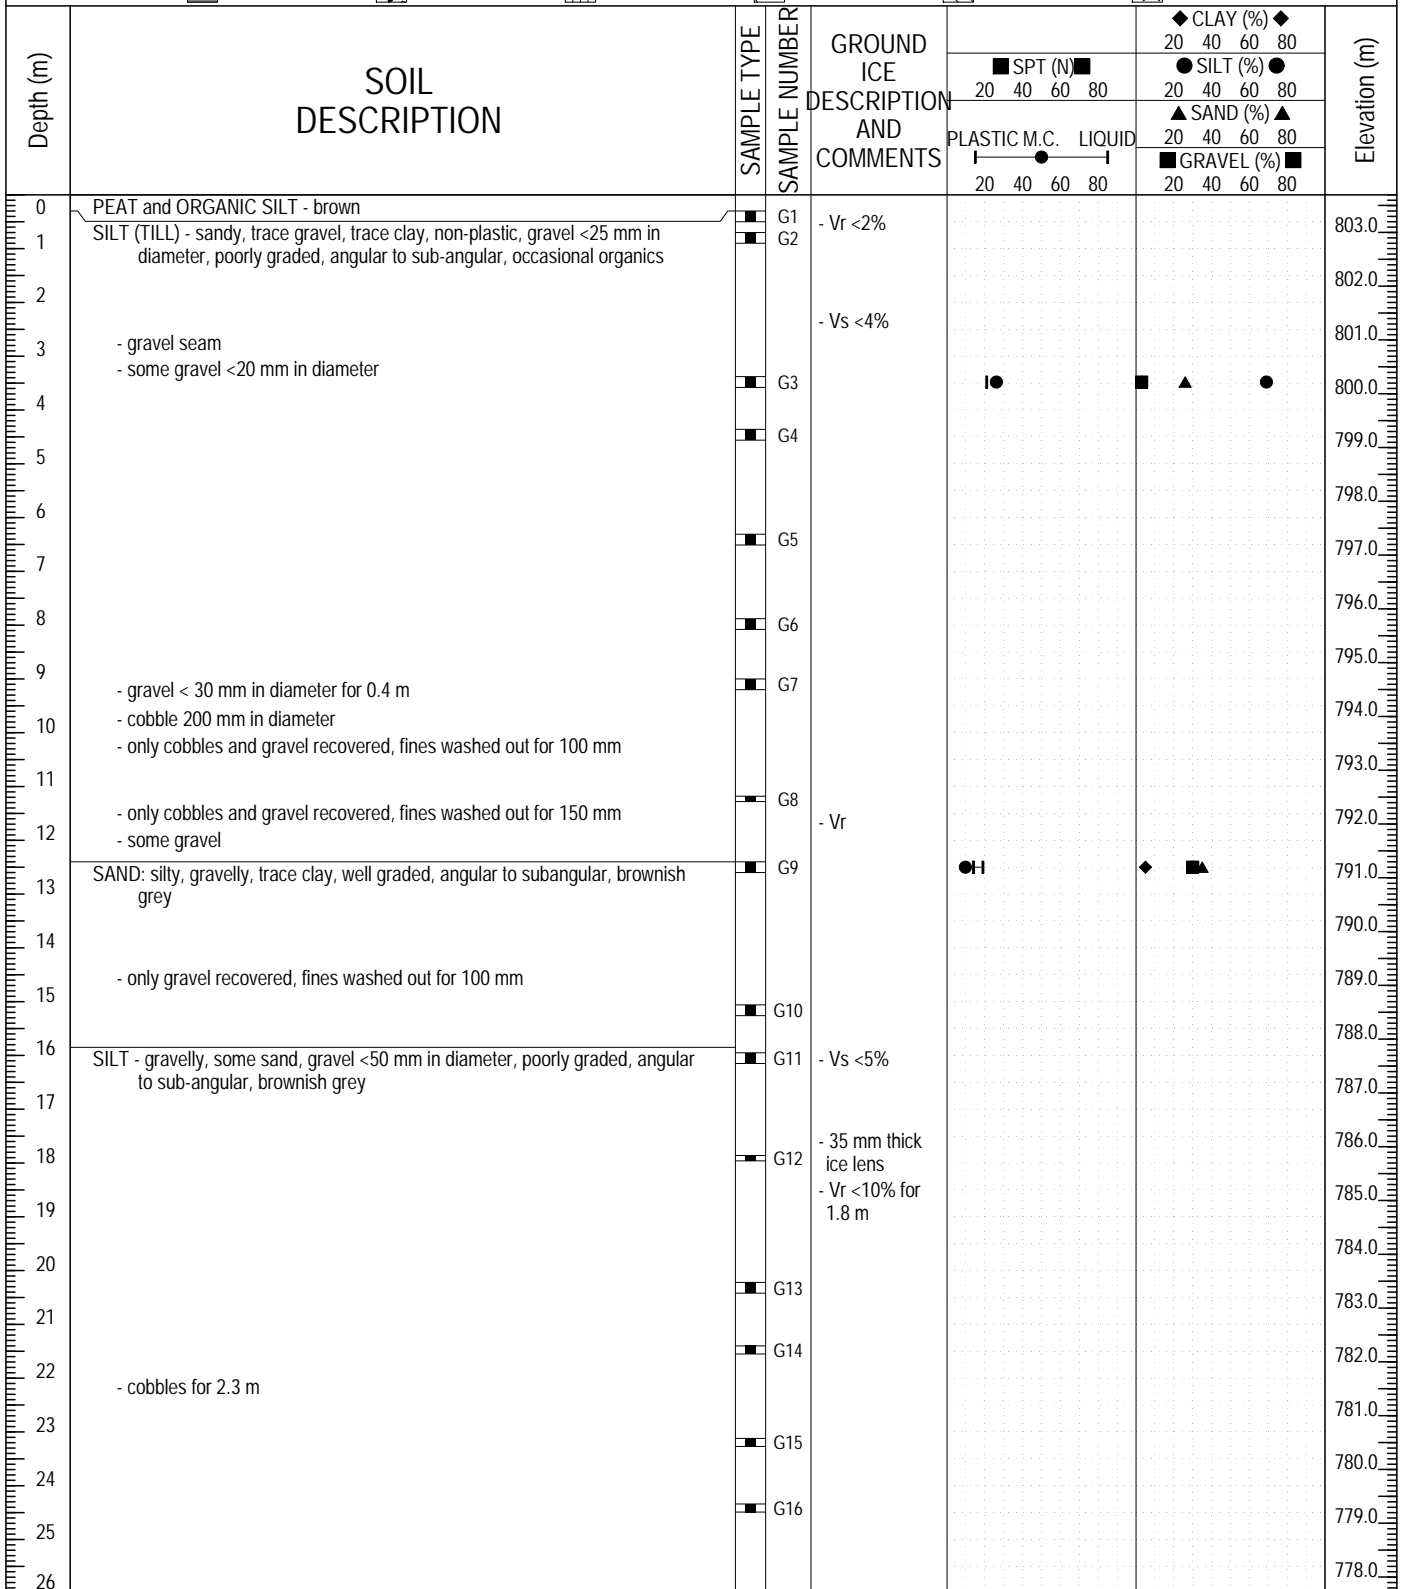 Depth (m)
SOIL
DESCRIPTION
SAMPLE TYPE
SAMPLE NUMBER
GROUND
ICE
DESCRIPTION
AND
COMMENTS
SPT (N)
20 40 60 80
PLASTIC M.C. LIQUID
20 40 60 80
CLAY (%)
20 40 60 80
SILT (%)
20 40 60 80
SAND (%)
20 40 60 80
GRAVEL (%)
20 40 60 80
Elevation (m)
0
PEAT and ORGANIC SILT - brown
G1
- Vr <2%
803.0
1
SILT (TILL) - sandy, trace gravel, trace clay, non-plastic, gravel <25 mm in
diameter, poorly graded, angular to sub-angular, occasional organics
G2
802.0
2
- Vs <4%
801.0
3
- gravel seam
- some gravel <20 mm in diameter
G3
800.0
4
G4
799.0
5
798.0
6
G5
797.0
7
796.0
8
G6
795.0
9
G7
- gravel < 30 mm in diameter for 0.4 m
794.0
- cobble 200 mm in diameter
10
- only cobbles and gravel recovered, fines washed out for 100 mm
793.0
11
G8
- only cobbles and gravel recovered, fines washed out for 150 mm
- Vr
792.0
12
- some gravel
G9
SAND: silty, gravelly, trace clay, well graded, angular to subangular, brownish
grey
791.0
13
790.0
14
- only gravel recovered, fines washed out for 100 mm
789.0
15
G10
788.0
16
SILT - gravelly, some sand, gravel <50 mm in diameter, poorly graded, angular
to sub-angular, brownish grey
G11
- Vs <5%
787.0
17
- 35 mm thick
ice lens
786.0
18
G12
- Vr <10% for
1.8 m
785.0
19
784.0
20
G13
783.0
21
G14
782.0
22
- cobbles for 2.3 m
781.0
23
G15
780.0
24
G16
779.0
25
778.0
26